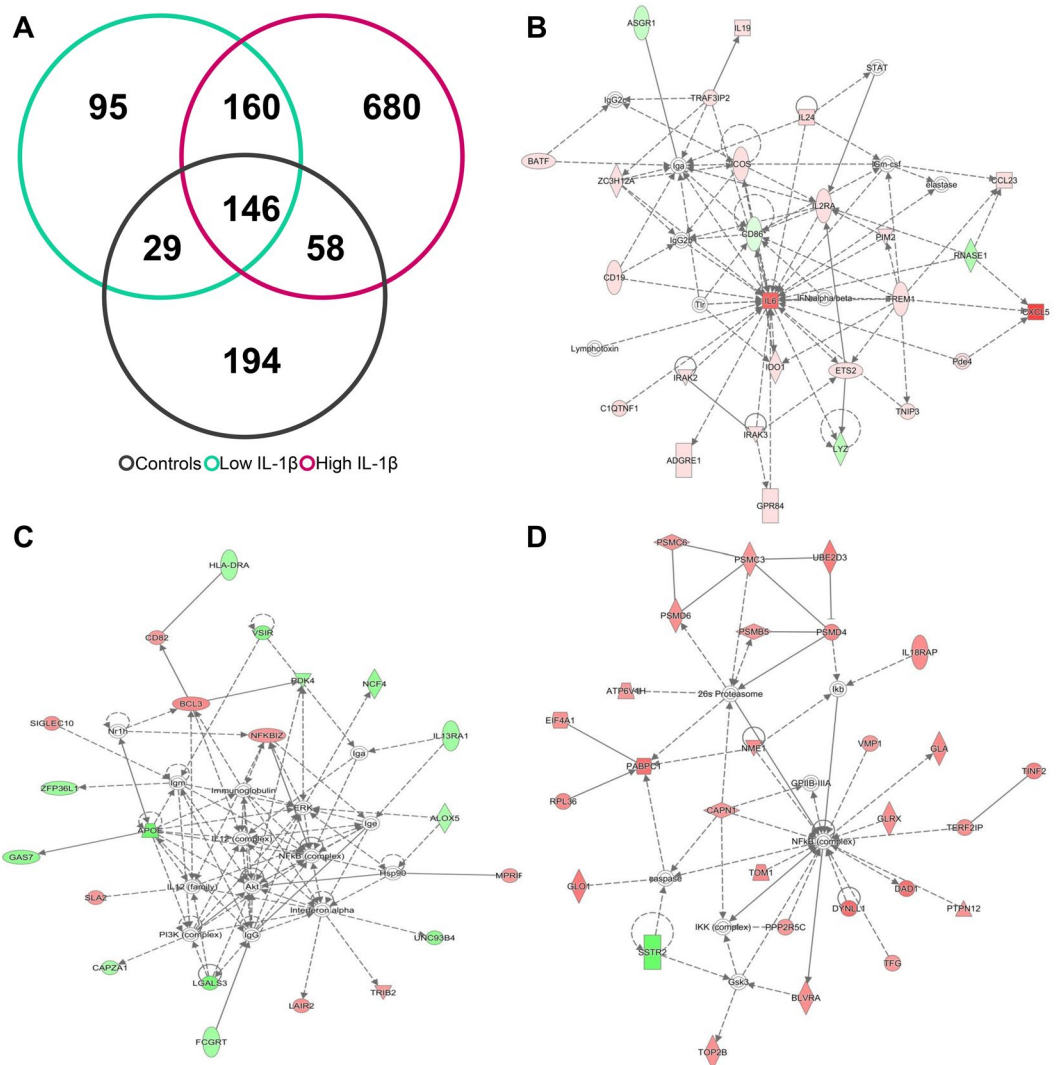 A
95
160
680
146
29
58
194
Controls Low IL-1β High IL-1β
B
ASGR1
IL19
STAT
IgG2c
TRAF3IP2
IL24
BATF
Iga
ICOS
Gm-csf
ZC3H12A
elastase
CCL23
IL2RA
IgG2b
CD86
PIM2
RNASE1
CD19
Tlr
IL6
IFNalpha/beta
TREM1
CXCL5
Lymphotoxin
IRAK2
IDO1
ETS2
Pde4
C1QTNF1
IRAK3
TNIP3
ADGRE1
LYZ
GPR84
C
HLA-DRA
CD82
VSIR
PDK4
NCF4
BCL3
SIGLEC10
Nr1h
NFKBIZ
IL13RA1
Iga
ZFP36L1
Igm
Immunoglobulin
ERK
ALOX5
APOE
Ige
GAS7
IL12 (complex)
NFkB (complex)
Hsp90
MPRIP
SLA2
IL12 (family)
Akt
Interferon alpha
PI3K (complex)
IgG
UNC93B4
CAPZA1
LGALS3
TRIB2
LAIR2
FCGRT
D
PSMC6
PSMC3
UBE2D3
PSMD6
PSMB5
PSMD4
IL18RAP
ATP6V1H
26s Proteasome
Ikb
EIF4A1
NME1
VMP1
GLA
PABPC1
TINF2
GPIIB-IIIA
RPL36
CAPN1
GLRX
TERF2IP
NFkB (complex)
caspase
TOM1
GLO1
DAD1
DYNLL1
PTPN12
IKK (complex)
PPP2R5C
SSTR2
TFG
Gsk3
BLVRA
TOP2B